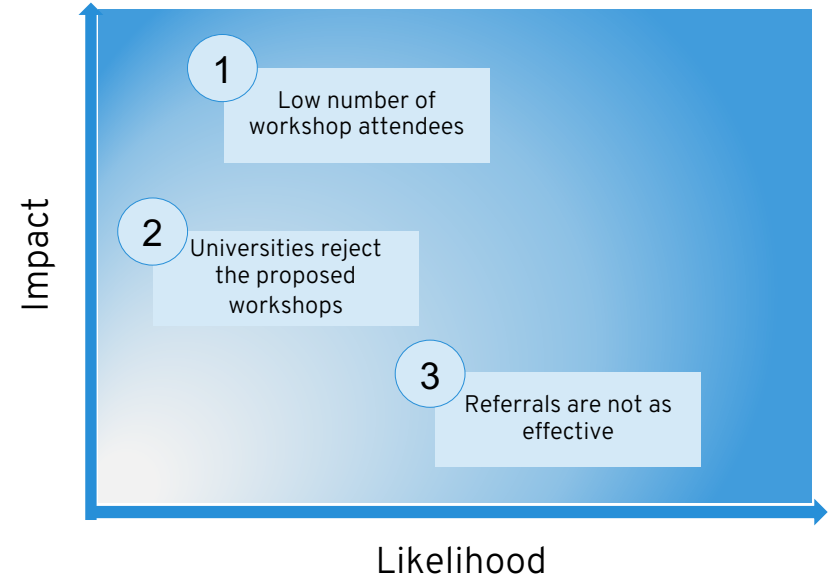 1
Low number of
workshop attendees
2
Universities reject
the proposed
workshops
3
Referrals are not as
effective
Impact
Likelihood